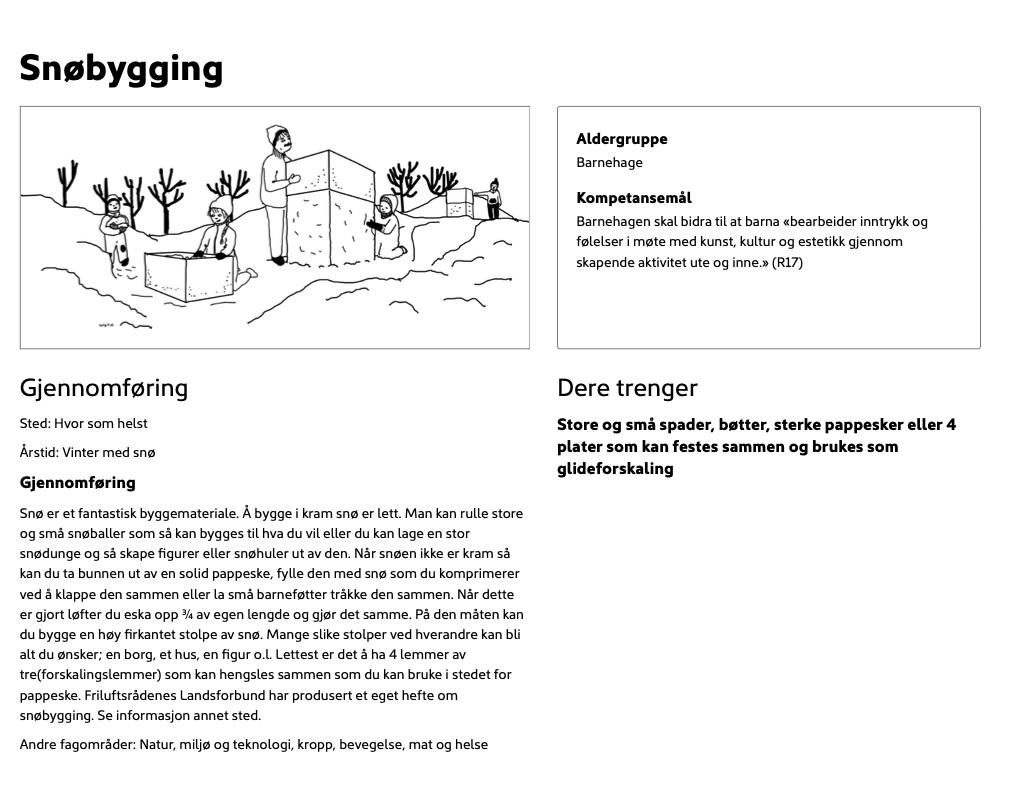 Snøbygging
Aldergruppe
Barnehage
Kompetansemål
Barnehagen skal bidra til at barna «bearbeider inntrykk og
følelser i møte med kunst, kultur og estetikk gjennom
skapende aktivitet ute og inne.» (R17)
Gjennomføring
Sted: Hvor som helst
Årstid: Vinter med snø
Gjennomføring
Snø er et fantastisk byggemateriale. Å bygge i kram snø er lett. Man kan rulle store
og små snøballer som så kan bygges til hva du vil eller du kan lage en stor
snødunge og så skape figurer eller snøhuler ut av den. Når snøen ikke er kram så
kan du ta bunnen ut av en solid pappeske, fylle den med snø som du komprimerer
ved å klappe den sammen eller la små barneføtter tråkke den sammen. Når dette
er gjort løfter du eska opp ¾ av egen lengde og gjør det samme. På den måten kan
du bygge en høy firkantet stolpe av snø. Mange slike stolper ved hverandre kan bli
alt du ønsker; en borg, et hus, en figur o.l. Lettest er det å ha 4 lemmer av
tre(forskalingslemmer) som kan hengsles sammen som du kan bruke i stedet for
pappeske. Friluftsrådenes Landsforbund har produsert et eget hefte om
snøbygging. Se informasjon annet sted.
Andre fagområder: Natur, miljø og teknologi, kropp, bevegelse, mat og helse
Dere trenger
Store og små spader, bøtter, sterke pappesker eller 4
plater som kan festes sammen og brukes som
glideforskaling